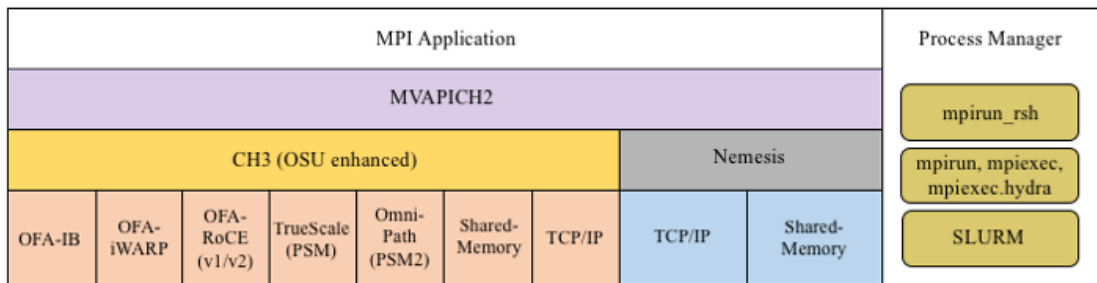 MPI Application
MVAPICH2
CH3 (OSU enhanced)
Nemesis
OFA-IB
OFA-
iWARP
OFA-
RoCE
(v1/v2)
TrueScale
(PSM)
Omni-
Path
(PSM2)
Shared-
Memory
TCP/IP
TCP/IP
Shared-
Memory
Process Manager
mpirun_rsh
mpirun, mpiexec,
mpiexec.hydra
SLURM